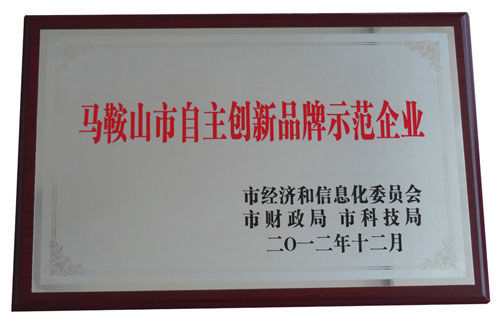 马鞍山市自主创新品牌示范企业
市经济和信息化委员会
市财政局 市科技局
二〇一二年十二月